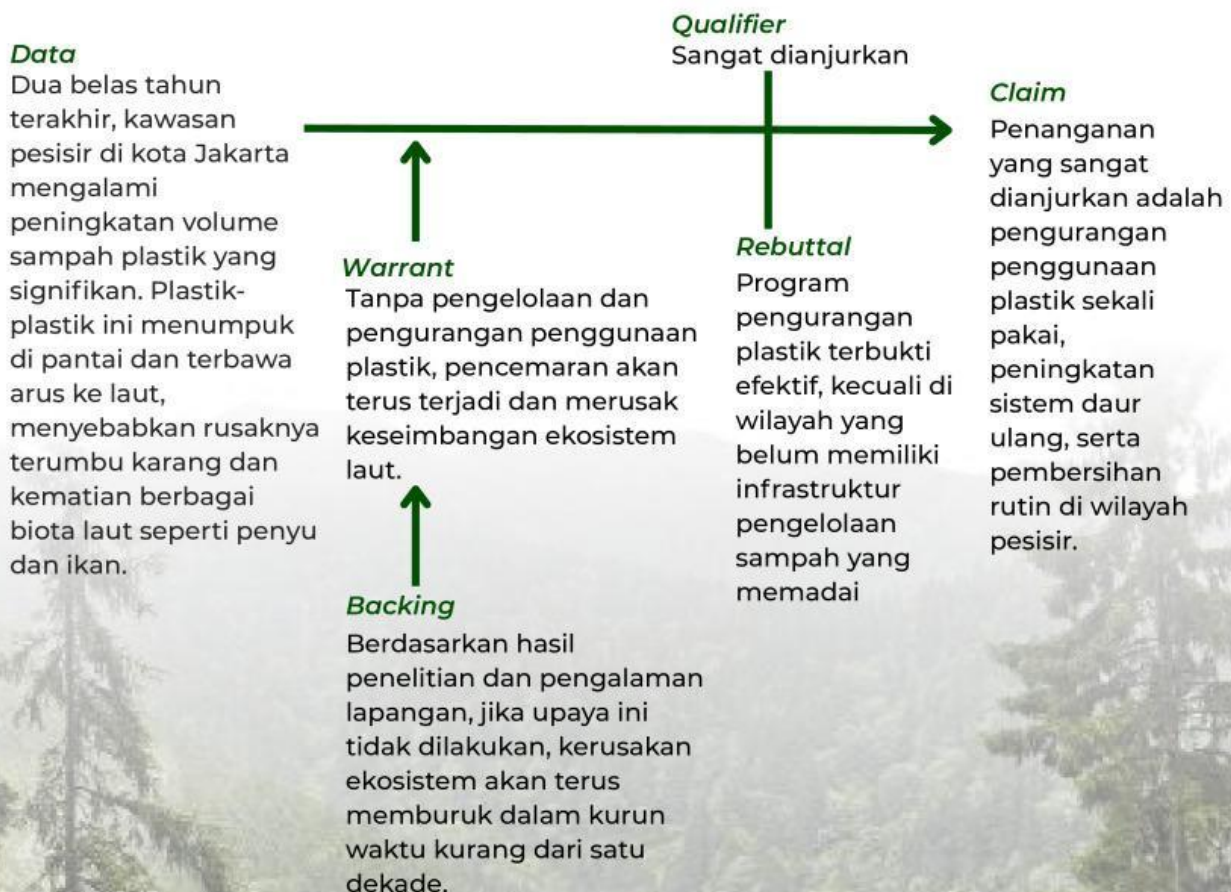 Data
Dua belas tahun
terakhir, kawasan
pesisir di kota Jakarta
mengalami
peningkatan volume
sampah plastik yang
signifikan. Plastik-
plastik ini menumpuk
di pantai dan terbawa
arus ke laut,
menyebabkan rusaknya
terumbu karang dan
kematian berbagai
biota laut seperti penyu
dan ikan.
Warrant
Tanpa pengelolaan dan
pengurangan penggunaan
plastik, pencemaran akan
terus terjadi dan merusak
keseimbangan ekosistem
laut.
Backing
Berdasarkan hasil
penelitian dan pengalaman
lapangan, jika upaya ini
tidak dilakukan, kerusakan
ekosistem akan terus
memburuk dalam kurun
waktu kurang dari satu
dekade.
Qualifier
Sangat dianjurkan
Rebuttal
Program
pengurangan
plastik terbukti
efektif, kecuali di
wilayah yang
belum memiliki
infrastruktur
pengelolaan
sampah yang
memadai
Claim
Penanganan
yang sangat
dianjurkan adalah
pengurangan
penggunaan
plastik sekali
pakai,
peningkatan
sistem daur
ulang, serta
pembersihan
rutin di wilayah
pesisir.